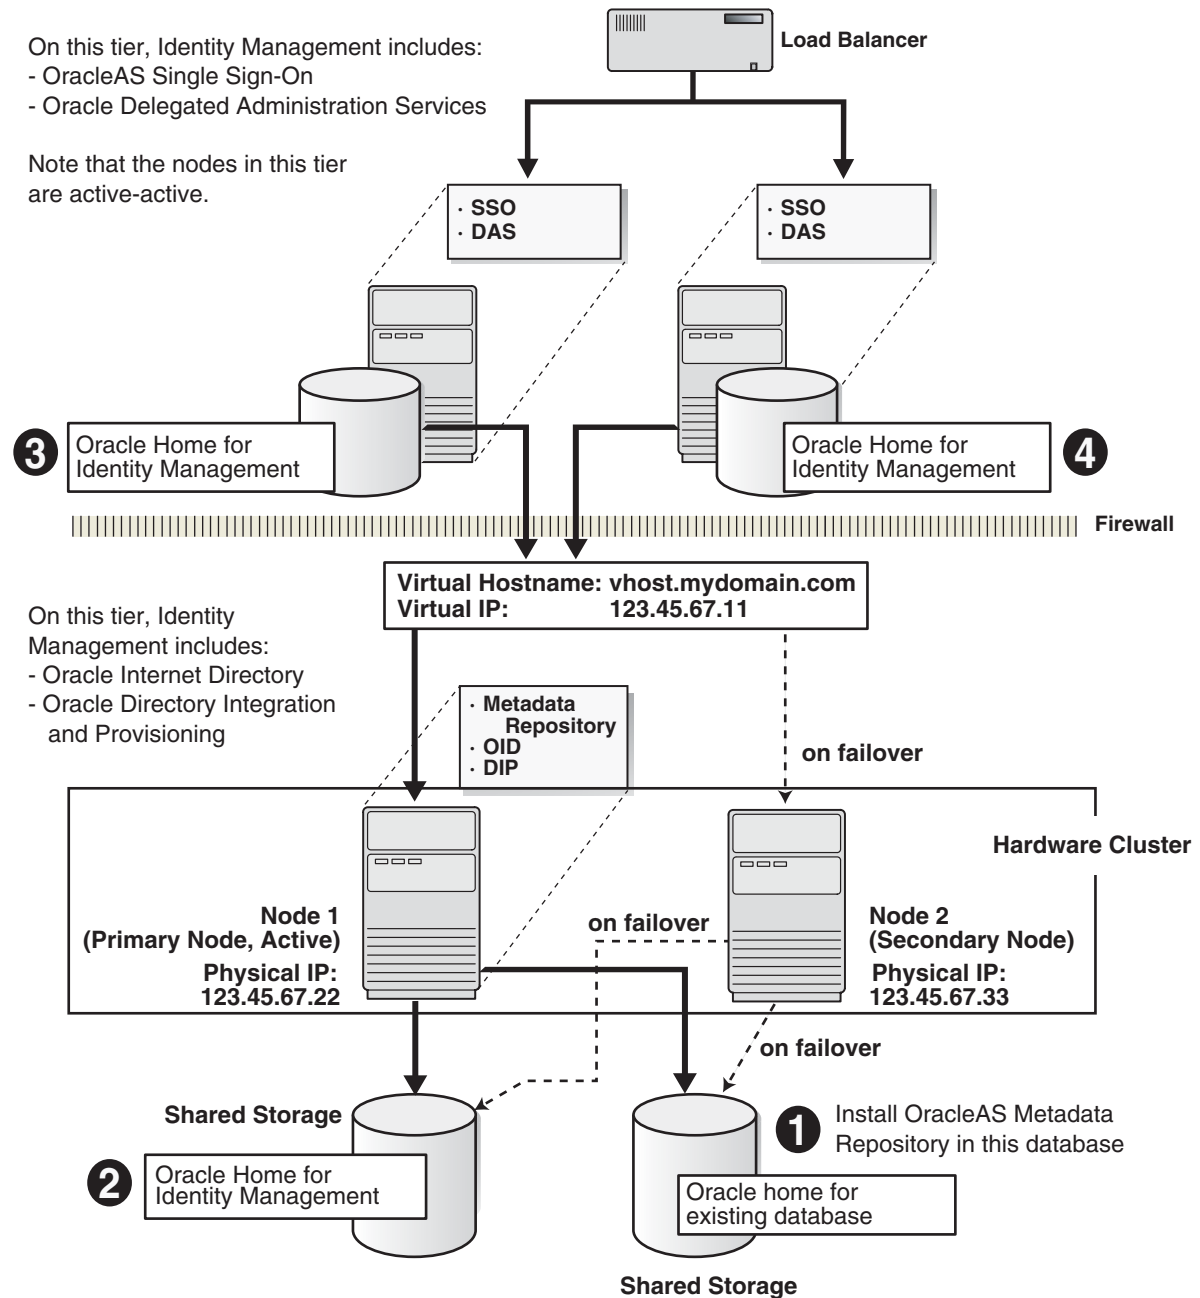 On this tier, Identity Management includes:
- OracleAS Single Sign-On
- Oracle Delegated Administration Services
Note that the nodes in this tier
are active-active.
Load Balancer
· SSO
· DAS
· SSO
· DAS
3
Oracle Home for
Identity Management
Oracle Home for
Identity Management
4
Firewall
Virtual Hostname: vhost.mydomain.com
Virtual IP: 123.45.67.11
On this tier, Identity
Management includes:
- Oracle Internet Directory
- Oracle Directory Integration
and Provisioning
· Metadata
Repository
· OID
· DIP
on failover
Hardware Cluster
Node 1
(Primary Node, Active)
Physical IP:
123.45.67.22
on failover
Node 2
(Secondary Node)
Physical IP:
123.45.67.33
on failover
Shared Storage
2
Oracle Home for
Identity Management
1
Install OracleAS Metadata
Repository in this database
Oracle home for
existing database
Shared Storage